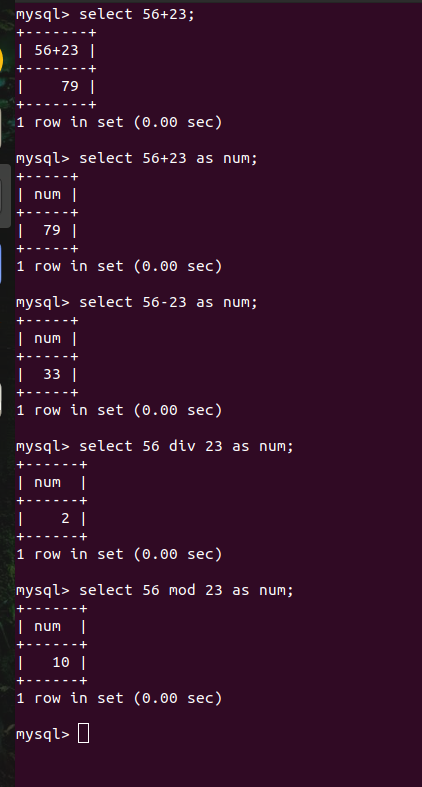 mysql> select 56+23;
+-------+
| 56+23 |
+-------+
|    79 |
+-------+
1 row in set (0.00 sec)
mysql> select 56+23 as num;
+-----+
| num |
+-----+
|  79 |
+-----+
1 row in set (0.00 sec)
mysql> select 56-23 as num;
+-----+
| num |
+-----+
|  33 |
+-----+
1 row in set (0.00 sec)
mysql> select 56 div 23 as num;
+------+
| num  |
+------+
|    2 |
+------+
1 row in set (0.00 sec)
mysql> select 56 mod 23 as num;
+------+
| num  |
+------+
|   10 |
+------+
1 row in set (0.00 sec)
mysql>